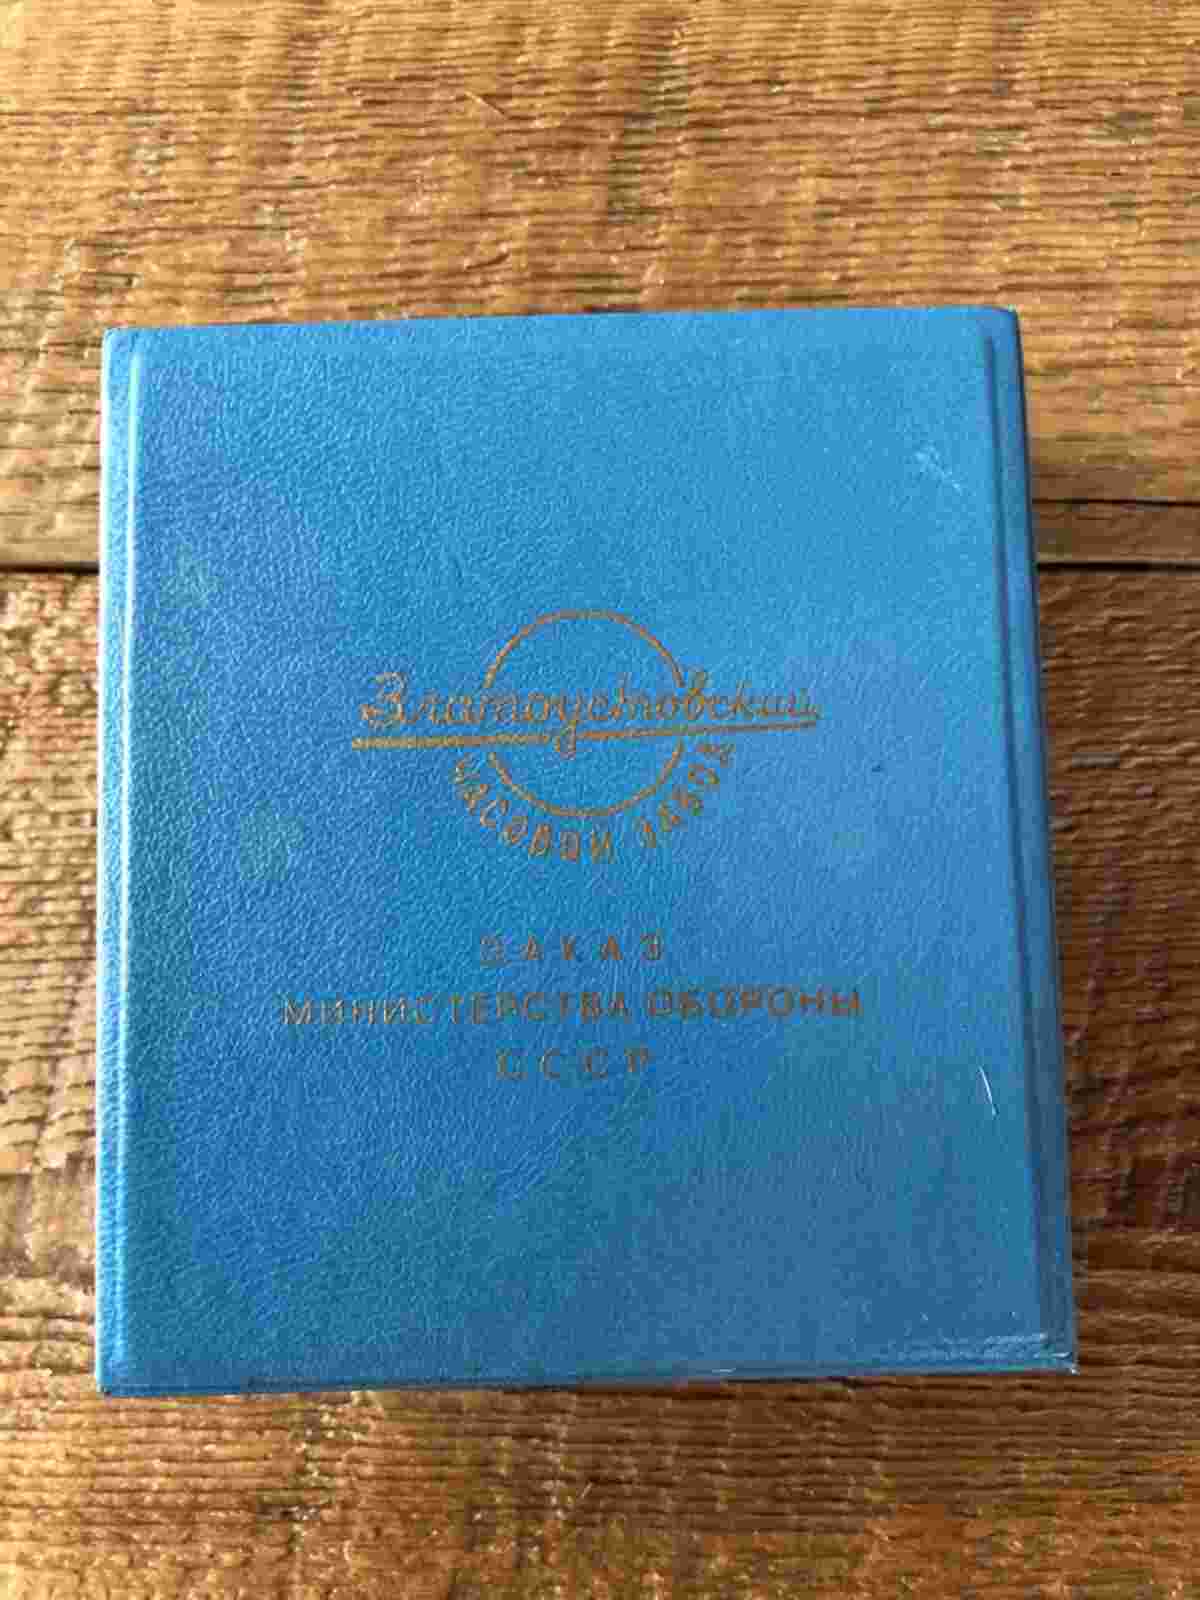 Златоустовский
ЧАСОВОЙ ЗАВОД
ЗАКАЗ
МИНИСТЕРСТВА ОБОРОНЫ
СССР